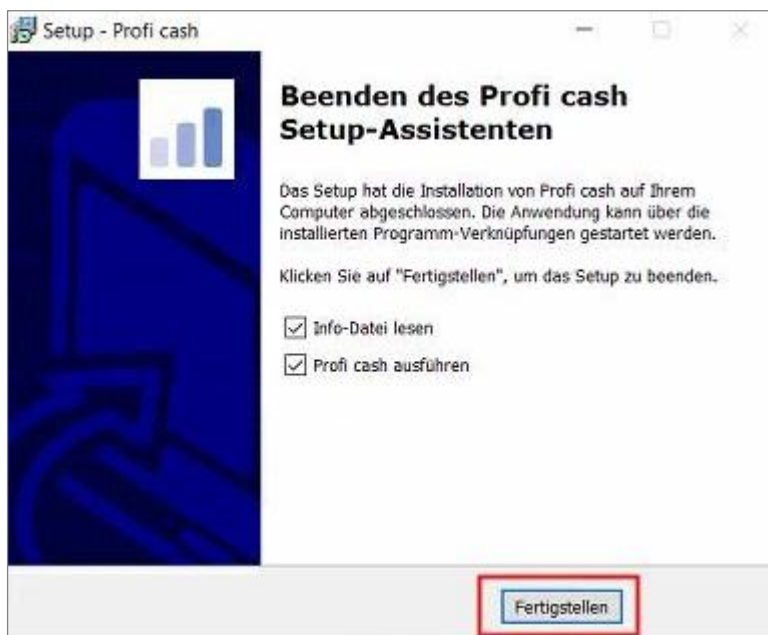 Setup - Profi cash
Beenden des Profi cash
Setup-Assistenten
Das Setup hat die Installation von Profi cash auf Ihrem
Computer abgeschlossen. Die Anwendung kann über die
installierten Programm-Verknüpfungen gestartet werden.
Klicken Sie auf "Fertigstellen", um das Setup zu beenden.
Info-Datei lesen
Profi cash ausführen
Fertigstellen